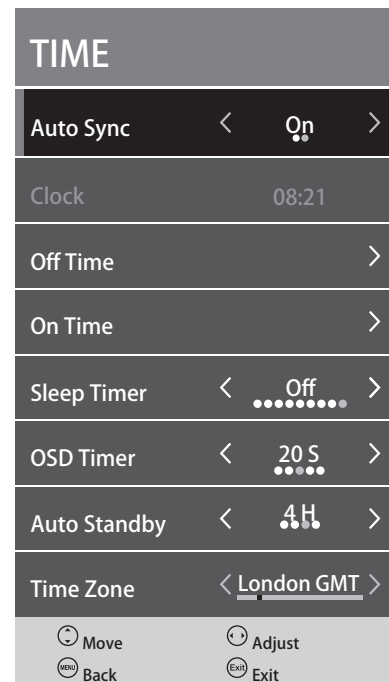 TIME
Auto Sync < On >
Clock 08:21
Off Time >
On Time >
Sleep Timer < Off >
OSD Timer < 20 S >
Auto Standby < 4 H >
Time Zone < London GMT >
Move Adjust
MENU Back Exit Exit